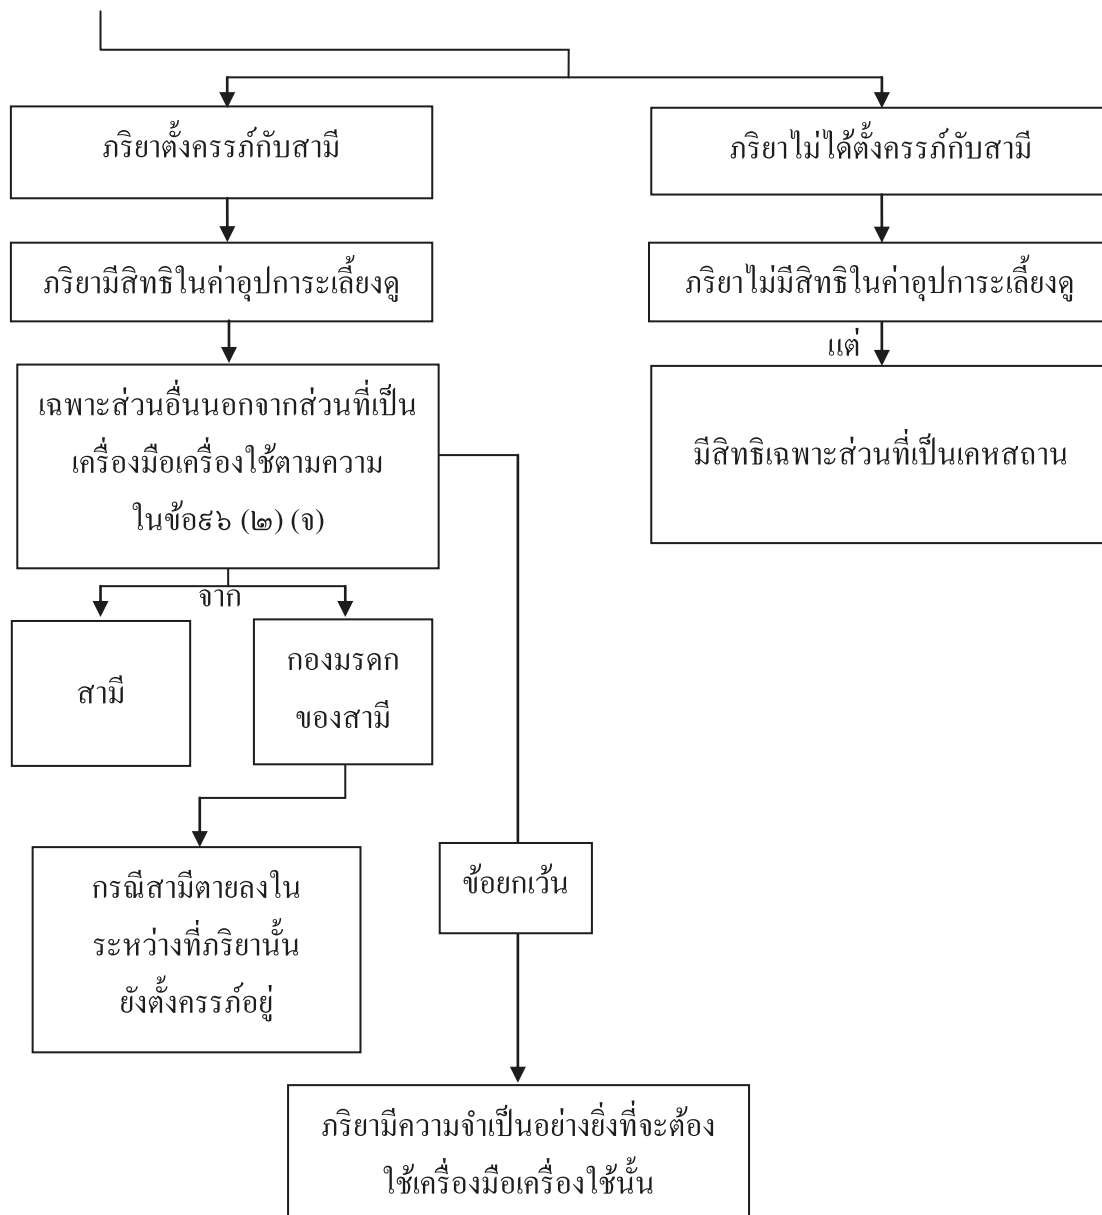 ภริยาตั้งครรภ์กับสามี
ภริยาไม่ได้ตั้งครรภ์กับสามี
ภริยามีสิทธิในค่าอุปการะเลี้ยงดู
ภริยาไม่มีสิทธิในค่าอุปการะเลี้ยงดู
แต่
เฉพาะส่วนอื่นนอกจากส่วนที่เป็น
เครื่องมือเครื่องใช้ตามความ
ในข้อ๙๖ (๒) (จ)
มีสิทธิเฉพาะส่วนที่เป็นเคหสถาน
จาก
สามี
กองมรดก
ของสามี
กรณีสามีตายลงใน
ระหว่างที่ภริยานั้น
ยังตั้งครรภ์อยู่
ข้อยกเว้น
ภริยามีความจำเป็นอย่างยิ่งที่จะต้อง
ใช้เครื่องมือเครื่องใช้นั้น